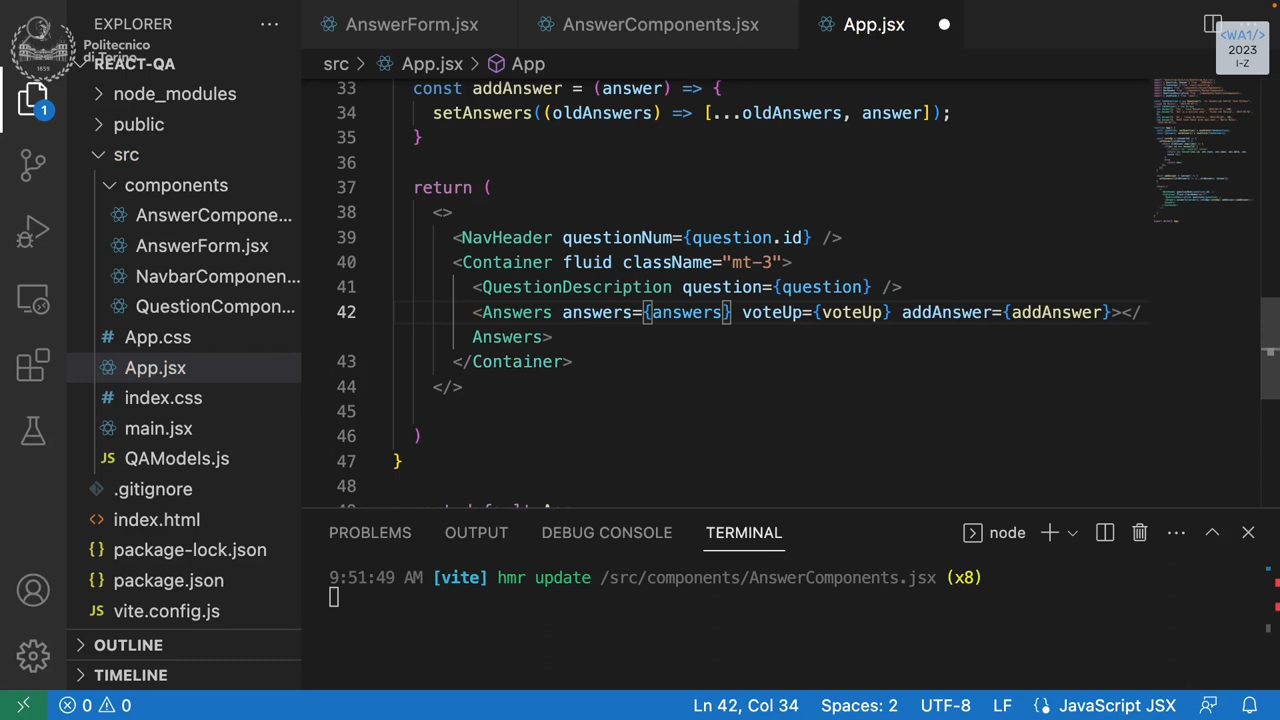 EXPLORER
Politecnico
di Torino
REACT-QA
1859
1
node_modules
public
src
components
AnswerCompone...
AnswerForm.jsx
NavbarComponen...
QuestionCompon...
App.css
App.jsx
index.css
main.jsx
QAModels.js
.gitignore
index.html
package-lock.json
package.json
vite.config.js
OUTLINE
TIMELINE
AnswerForm.jsx
AnswerComponents.jsx
App.jsx
<WA1/>
2023
I-Z
src > App.jsx > App
33 const addAnswer = (answer) => {
34 setAnswers((oldAnswers) => [...oldAnswers, answer]);
35 }
36
37 return (
38 <>
39 <NavHeader questionNum={question.id} />
40 <Container fluid className="mt-3">
41 <QuestionDescription question={question} />
42 <Answers answers={answers} voteUp={voteUp} addAnswer={addAnswer}></
Answers>
43 </Container>
44 </>
45
46 )
47 }
48
PROBLEMS OUTPUT DEBUG CONSOLE TERMINAL
node
9:51:49 AM [vite] hmr update /src/components/AnswerComponents.jsx (x8)
0 0
Ln 42, Col 34 Spaces: 2 UTF-8 LF JavaScript JSX